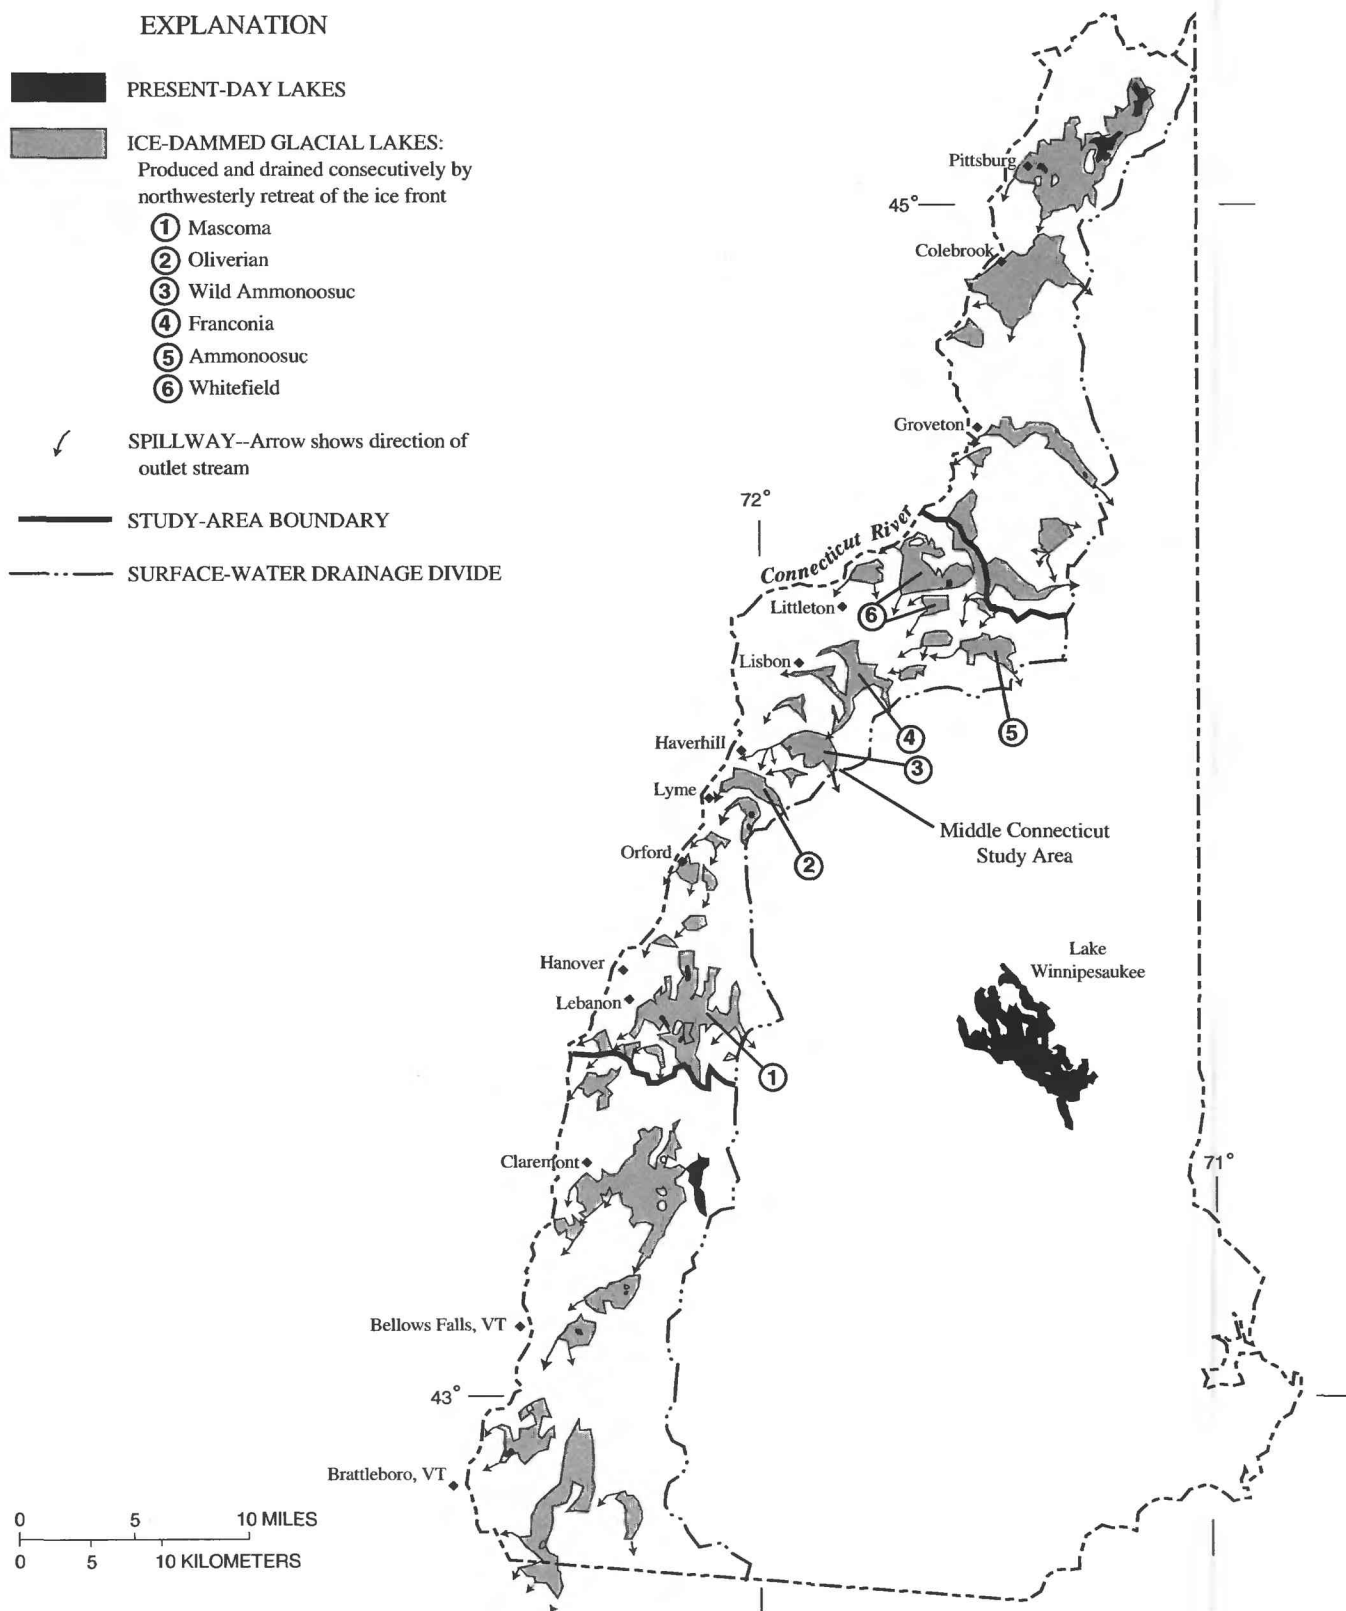 EXPLANATION
PRESENT-DAY LAKES
ICE-DAMMED GLACIAL LAKES:
Produced and drained consecutively by
northwesterly retreat of the ice front
1 Mascoma
2 Oliverian
3 Wild Ammonoosuc
4 Franconia
5 Ammonoosuc
6 Whitefield
SPILLWAY--Arrow shows direction of
outlet stream
STUDY-AREA BOUNDARY
SURFACE-WATER DRAINAGE DIVIDE
Pittsburg
45°
Colebrook
Groveton
72°
Connecticut River
Littleton
6
Lisbon
5
4
Haverhill
3
Lyme
Middle Connecticut
Study Area
Orford
2
Hanover
Lake
Winnipesaukee
Lebanon
1
Claremont
71°
Bellows Falls, VT
43°
Brattleboro, VT
0 5 10 MILES
0 5 10 KILOMETERS